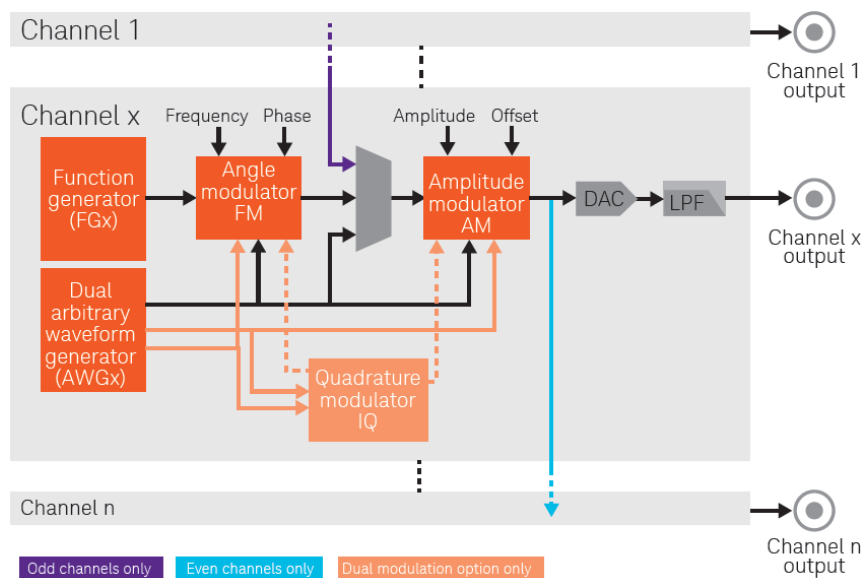 Channel 1
Channel 1
output
Channel x
Frequency
Phase
Amplitude
Offset
Function
generator
(FGx)
Angle
modulator
FM
Amplitude
modulator
AM
DAC
LPF
Channel x
output
Dual
arbitrary
waveform
generator
(AWGx)
Quadrature
modulator
IQ
Channel n
Channel n
output
Odd channels only
Even channels only
Dual modulation option only